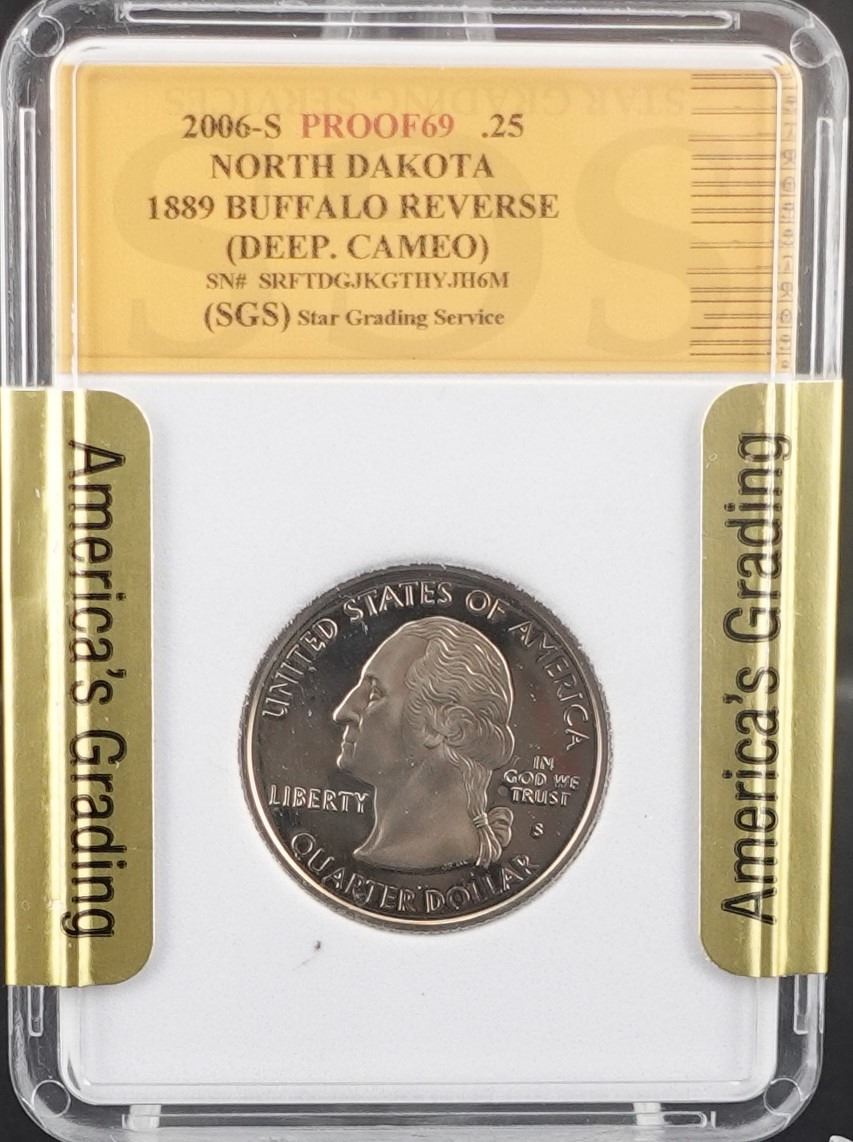 2006-S PROOF69 .25
NORTH DAKOTA
1889 BUFFALO REVERSE
(DEEP. CAMEO)
SN# SRFTDGJKGTHYJH6M
(SGS) Star Grading Service
America's Grading
America's Grading
UNITED STATES OF AMERICA
LIBERTY
IN
GOD WE
TRUST
S
QUARTER DOLLAR